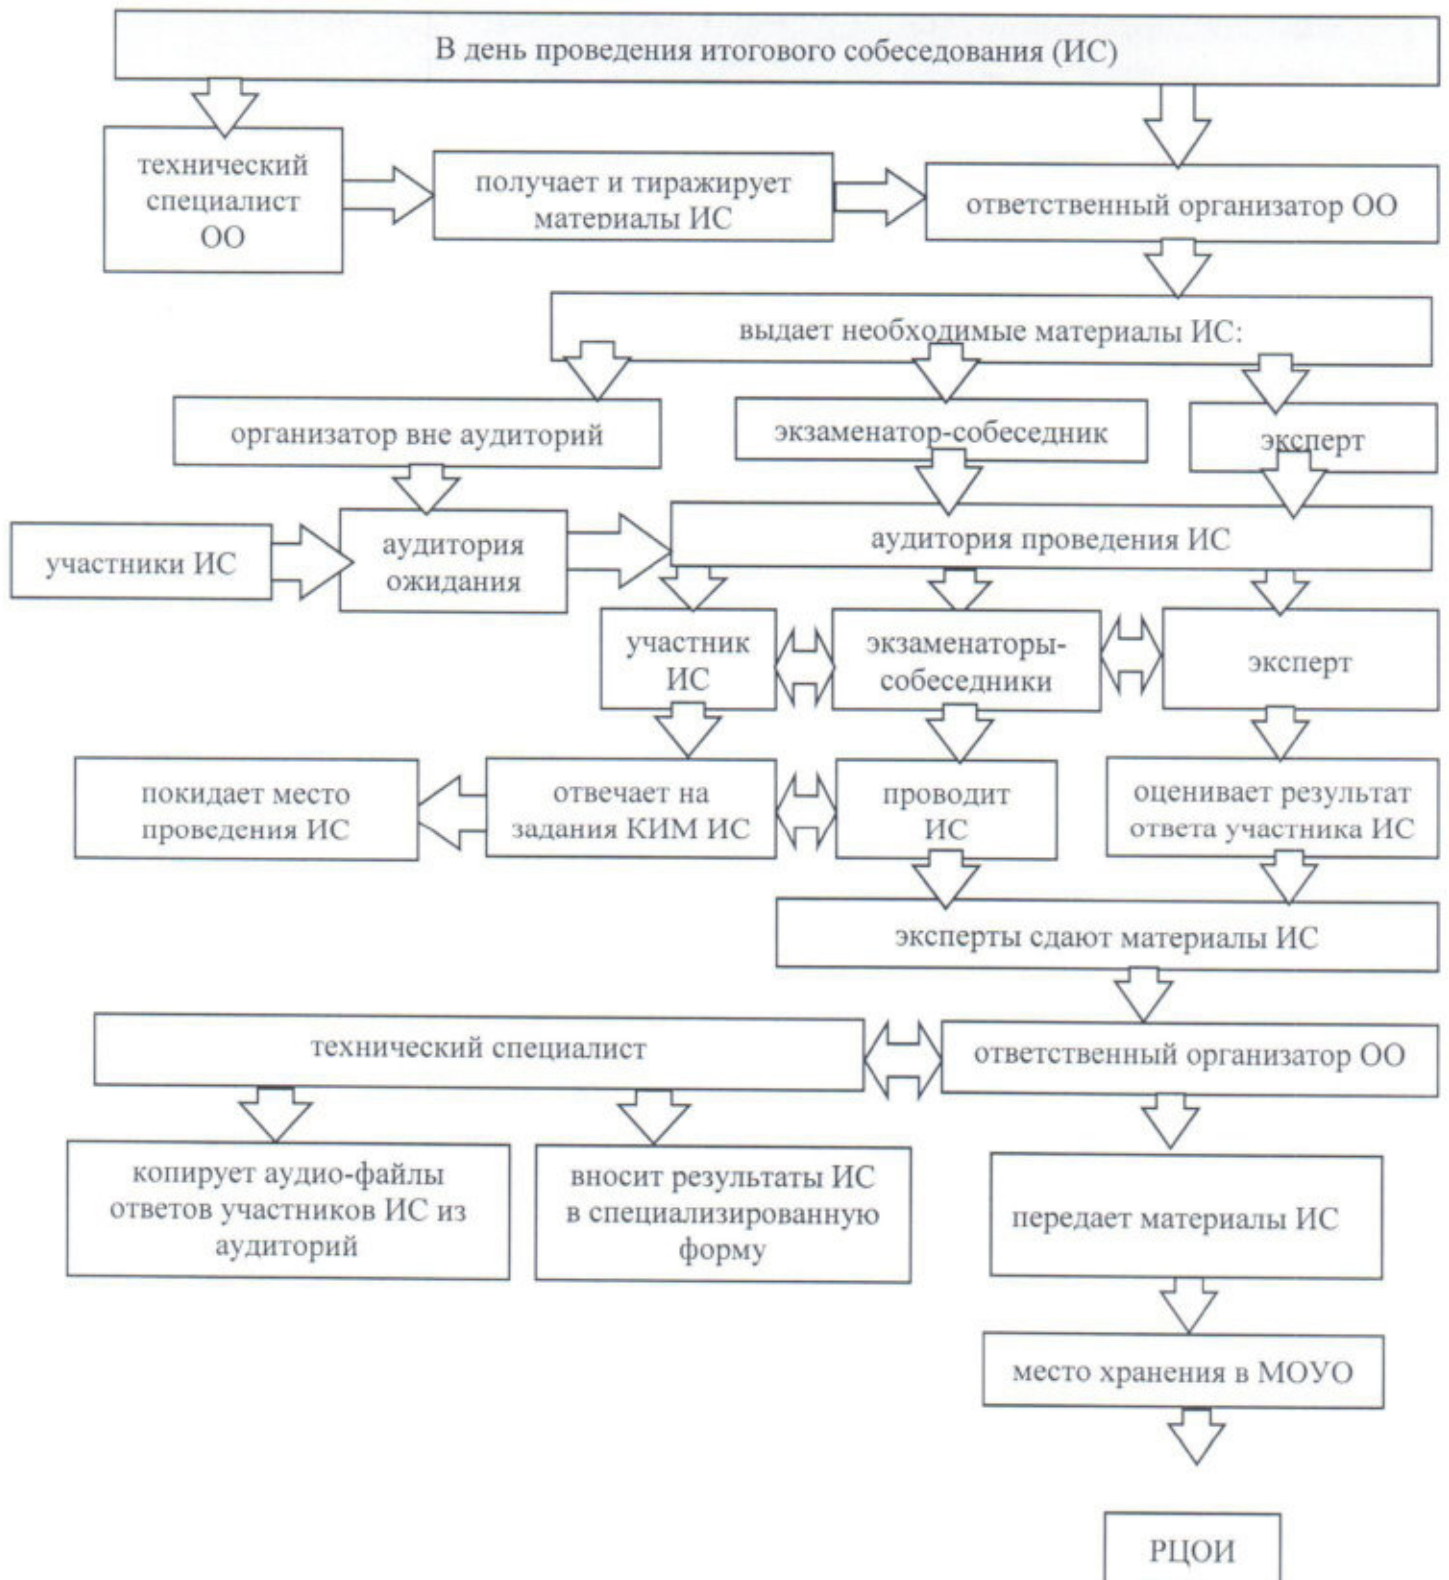 В день проведения итогового собеседования (ИС)
технический
специалист
ОО
получает и тиражирует
материалы ИС
ответственный организатор ОО
выдает необходимые материалы ИС:
организатор вне аудиторий
экзаменатор-собеседник
эксперт
участники ИС
аудитория
ожидания
аудитория проведения ИС
участник
ИС
экзаменаторы-
собеседники
эксперт
покидает место
проведения ИС
отвечает на
задания КИМ ИС
проводит
ИС
оценивает результат
ответа участника ИС
эксперты сдают материалы ИС
технический специалист
ответственный организатор ОО
копирует аудио-файлы
ответов участников ИС из
аудиторий
вносит результаты ИС
в специализированную
форму
передает материалы ИС
место хранения в МОУО
РЦОИ